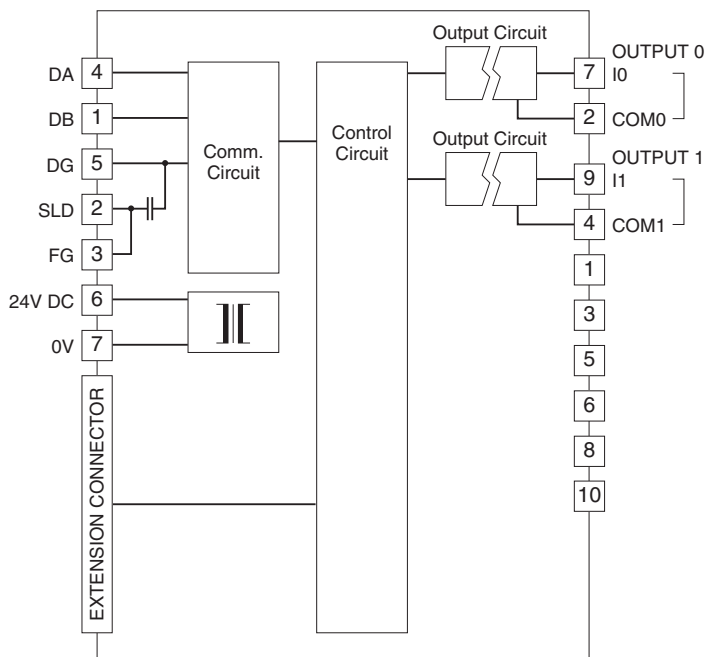 Output Circuit
OUTPUT 0
DA 4
7 I0
DB 1
2 COM0
Control Circuit
Output Circuit
OUTPUT 1
DG 5
Comm. Circuit
9 I1
SLD 2
4 COM1
FG 3
1
24V DC 6
3
0V 7
5
6
8
10
EXTENSION CONNECTOR